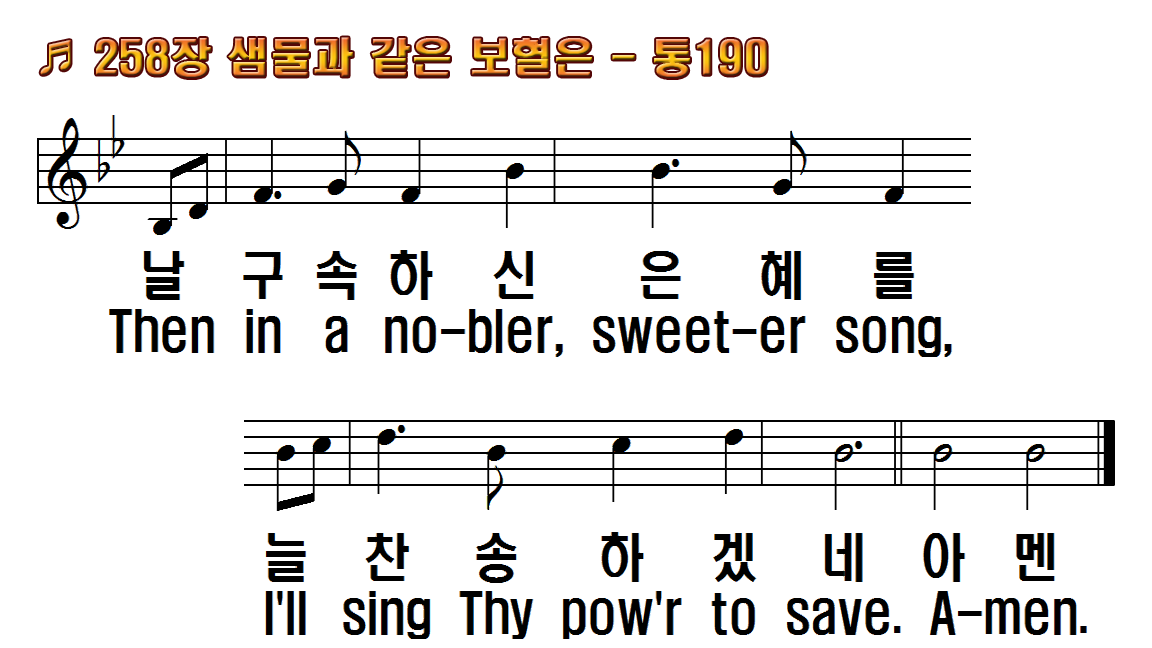 ♬ 258장 샘물과 같은 보혈은 - 통190
날 구 속 하 신 은 혜 를
Then in a no-bler, sweet-er song,
늘 찬 송 하 겠 네 아 멘
I'll sing Thy pow'r to save. A-men.